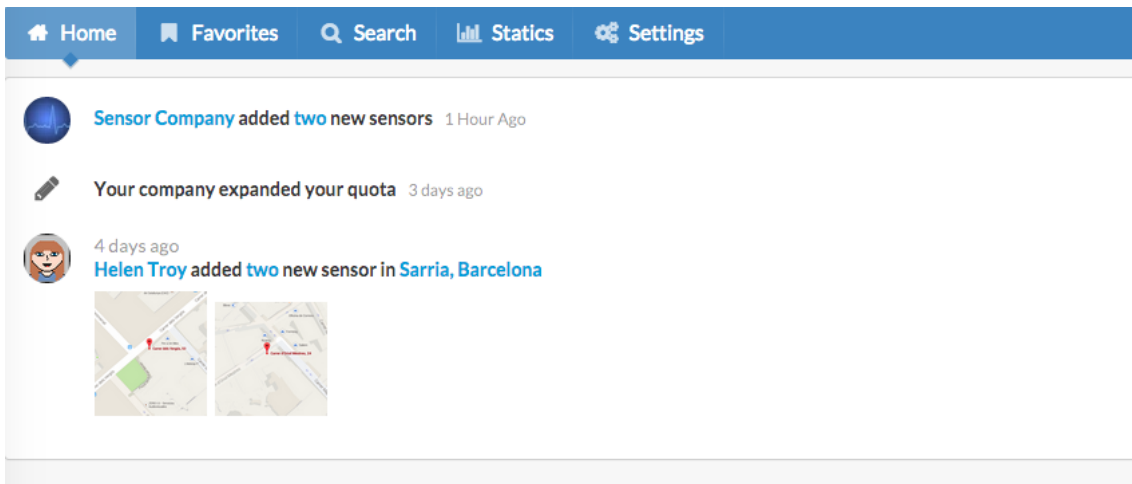 Home Favorites Search Statics Settings
Sensor Company added two new sensors 1 Hour Ago
Your company expanded your quota 3 days ago
4 days ago
Helen Troy added two new sensor in Sarria, Barcelona